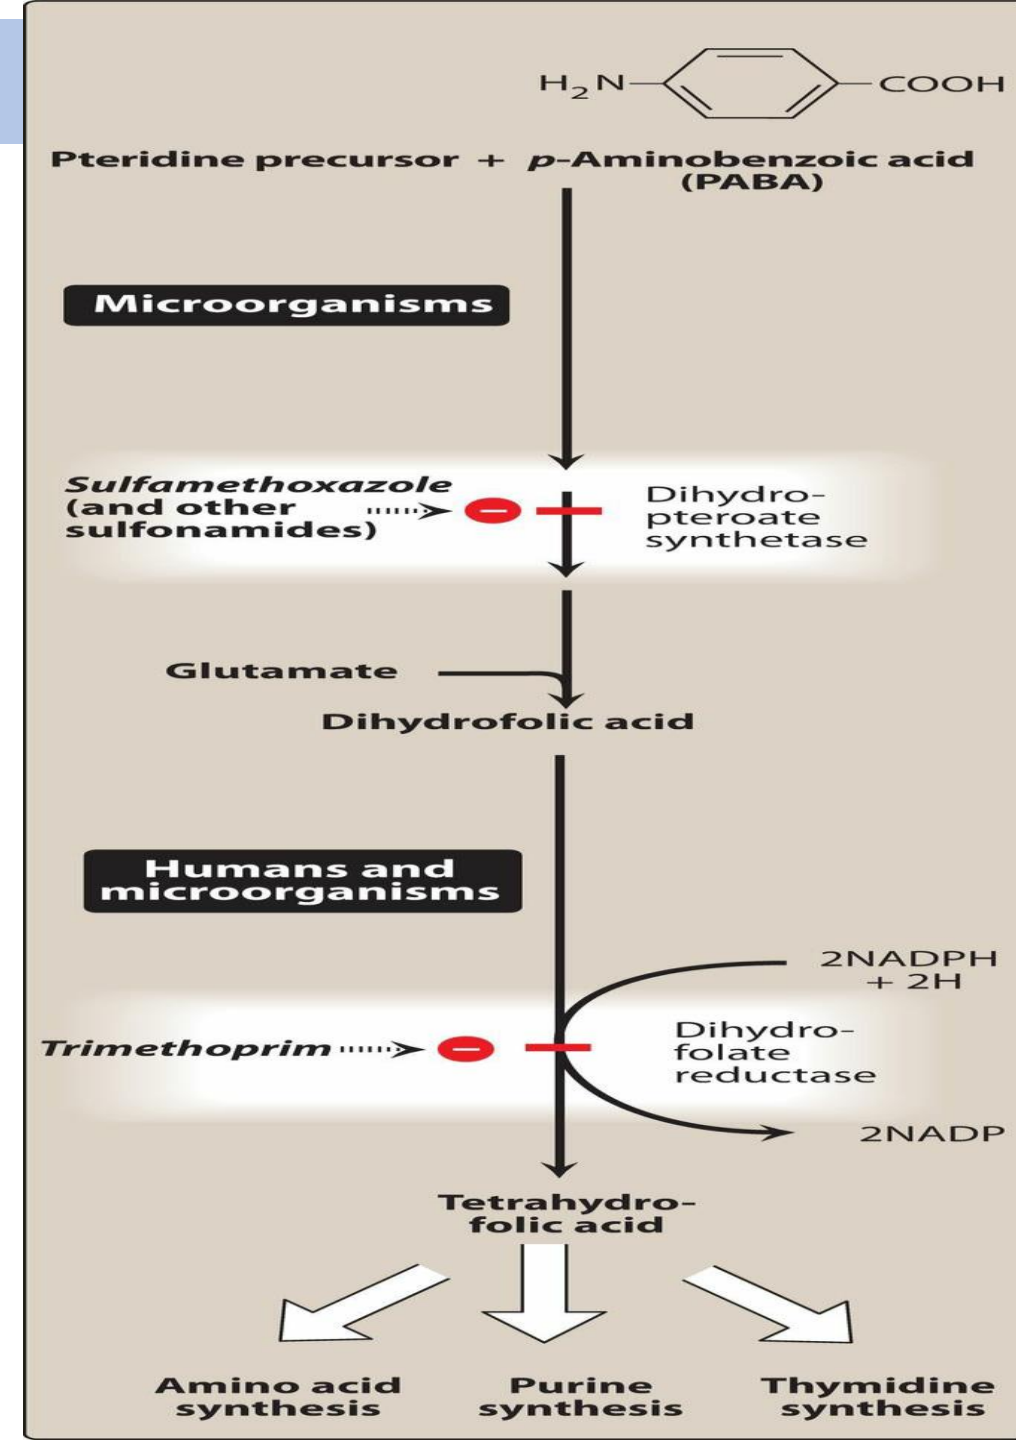 H2N COOH
Pteridine precursor + p-Aminobenzoic acid
(PABA)
Microorganisms
Sulfamethoxazole
(and other
sulfonamides)
Dihydro-
pteroate
synthetase
Glutamate
Dihydrofolic acid
Humans and
microorganisms
2NADPH
+ 2H
Trimethoprim
Dihydro-
folate
reductase
2NADP
Tetrahydro-
folic acid
Amino acid
synthesis
Purine
synthesis
Thymidine
synthesis